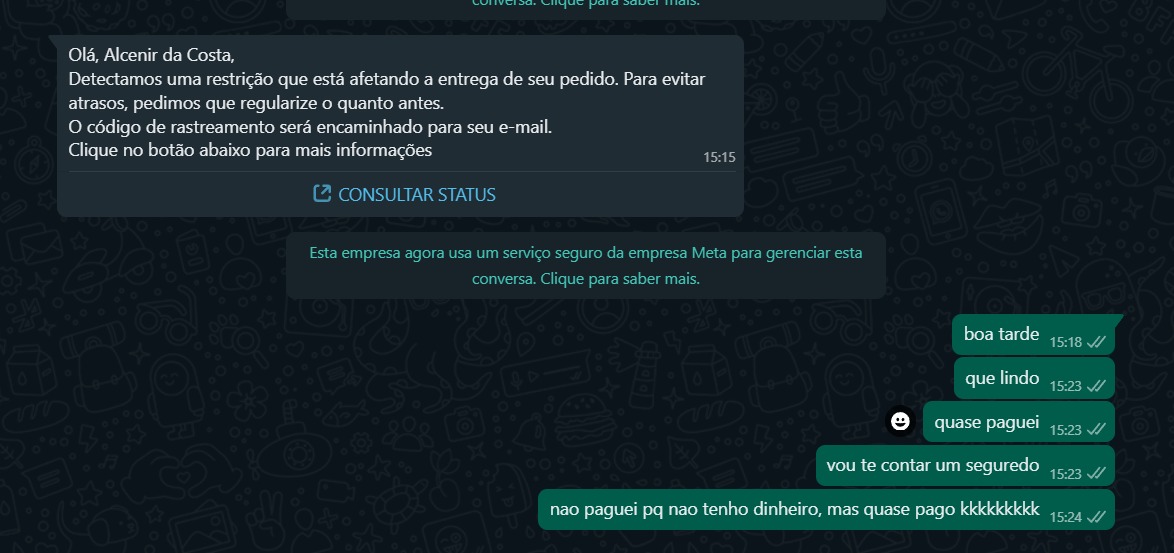 conversa. Clique para saber mais.
Olá, Alcenir da Costa,
Detectamos uma restrição que está afetando a entrega de seu pedido. Para evitar
atrasos, pedimos que regularize o quanto antes.
O código de rastreamento será encaminhado para seu e-mail.
Clique no botão abaixo para mais informações
15:15
CONSULTAR STATUS
Esta empresa agora usa um serviço seguro da empresa Meta para gerenciar esta
conversa. Clique para saber mais.
boa tarde 15:18
que lindo 15:23
quase paguei 15:23
vou te contar um seguredo 15:23
nao paguei pq nao tenho dinheiro, mas quase pago kkkkkkkkk 15:24